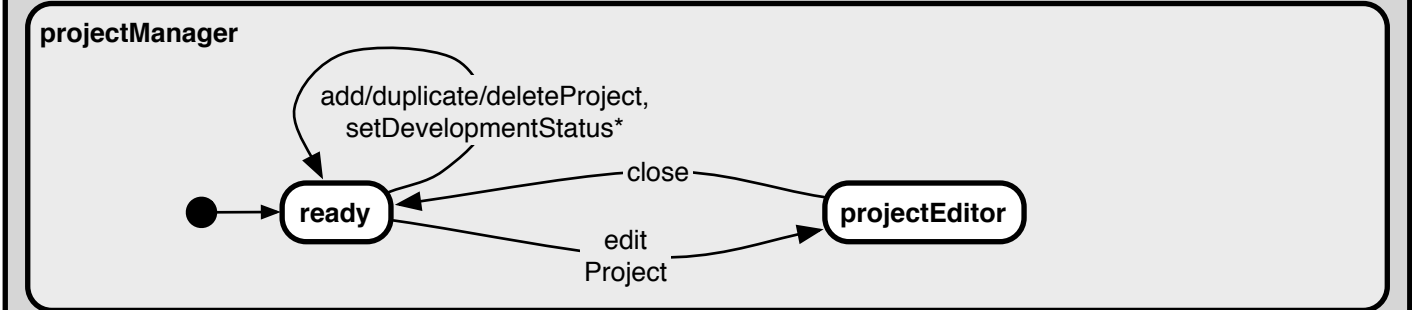 projectManager
add/duplicate/deleteProject,
setDevelopmentStatus*
close
ready
projectEditor
edit
Project